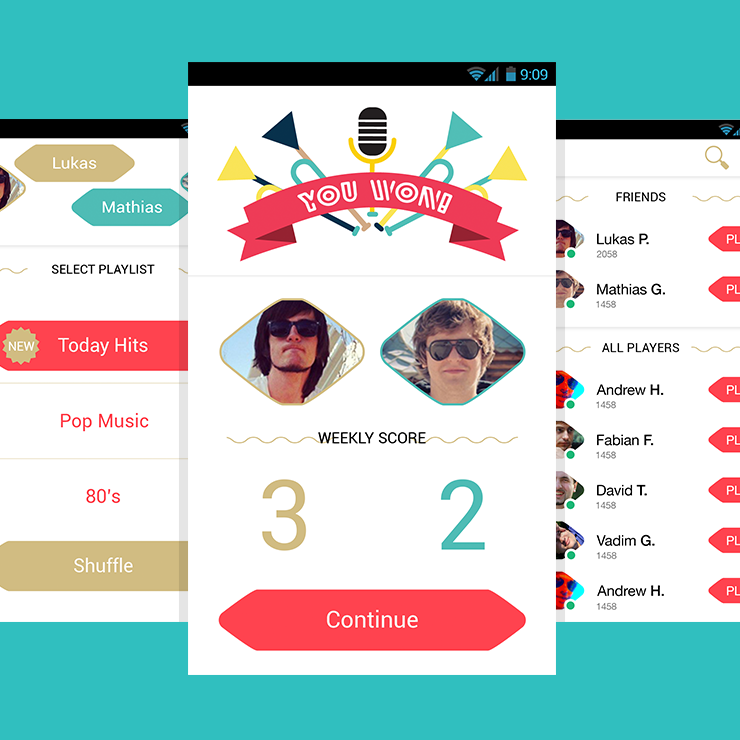 Lukas
Mathias
SELECT PLAYLIST
NEW
Today Hits
Pop Music
80's
Shuffle
9:09
YOU WON!
WEEKLY SCORE
3
2
Continue
FRIENDS
Lukas P.
2058
PL
Mathias G.
1458
PL
ALL PLAYERS
Andrew H.
1458
PL
Fabian F.
1458
PL
David T.
1458
PL
Vadim G.
1458
PL
Andrew H.
1458
PL